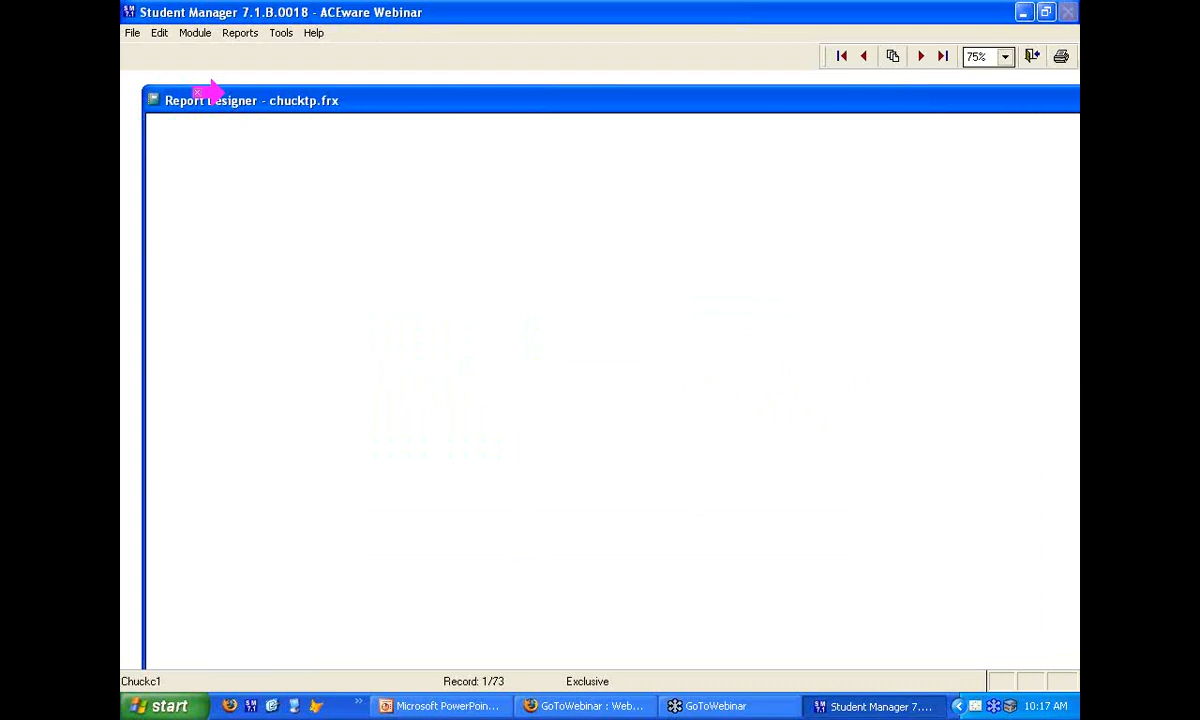 Student Manager 7.1.B.0018 - ACEware Webinar
File Edit Module Reports Tools Help
75%
Report Designer - chucktp.frx
Chuckc1 Record: 1/73 Exclusive
start Microsoft PowerPoin... GoToWebinar : Web... GoToWebinar Student Manager 7.... 10:17 AM